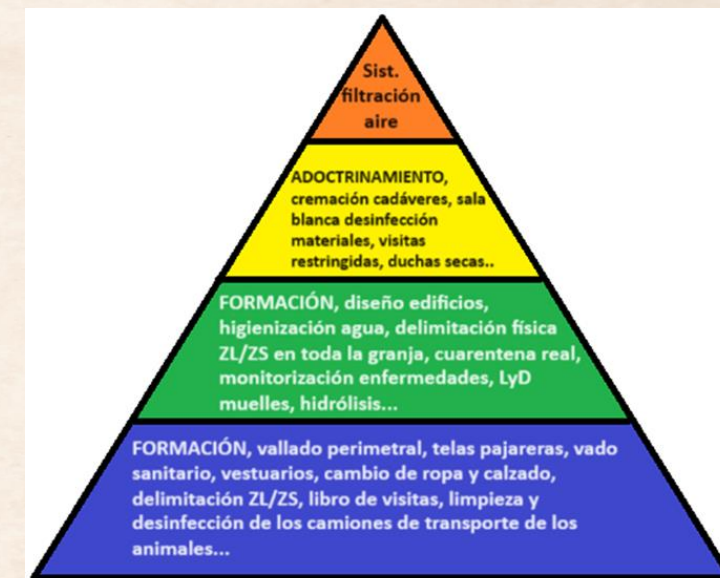 Sist.
filtración
aire
ADOCTRINAMIENTO,
cremación cadáveres, sala
blanca desinfección
materiales, visitas
restringidas, duchas secas..
FORMACIÓN, diseño edificios,
higienización agua, delimitación física
ZL/ZS en toda la granja, cuarentena real,
monitorización enfermedades, LyD
muelles, hidrólisis...
FORMACIÓN, vallado perimetral, telas pajareras, vado
sanitario, vestuarios, cambio de ropa y calzado,
delimitación ZL/ZS, libro de visitas, limpieza y
desinfección de los camiones de transporte de los
animales...